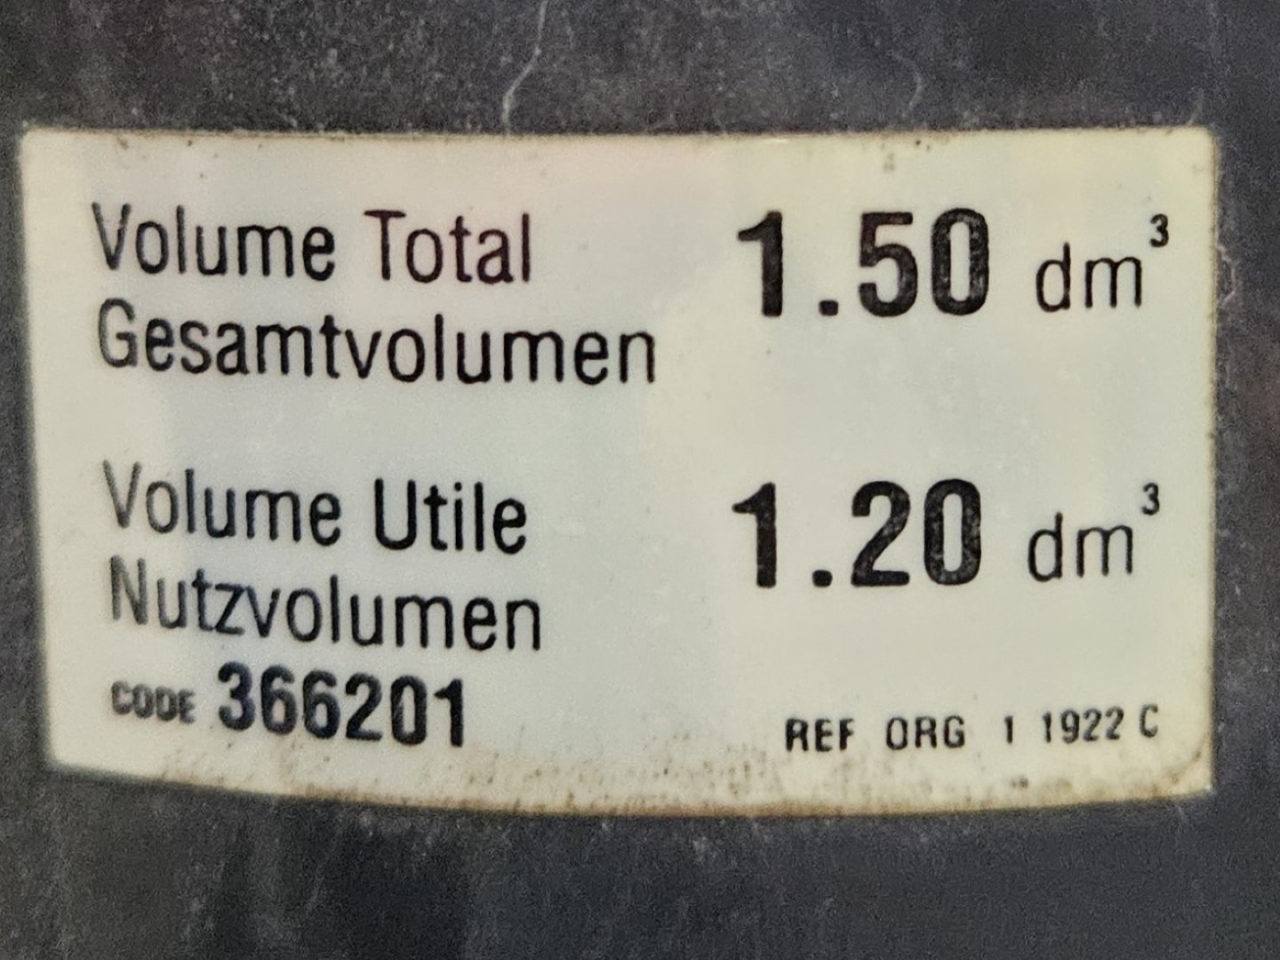 Volume Total 1.50 dm³
Gesamtvolumen
Volume Utile 1.20 dm³
Nutzvolumen
CODE 366201 REF ORG 1 1922 C